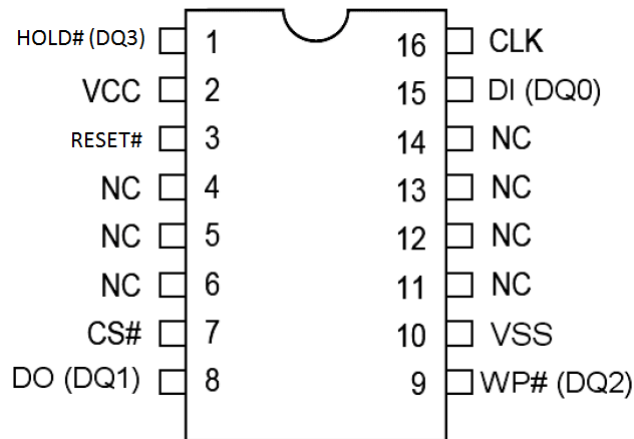 HOLD# (DQ3) 1 16 CLK
VCC 2 15 DI (DQ0)
RESET# 3 14 NC
NC 4 13 NC
NC 5 12 NC
NC 6 11 NC
CS# 7 10 VSS
DO (DQ1) 8 9 WP# (DQ2)